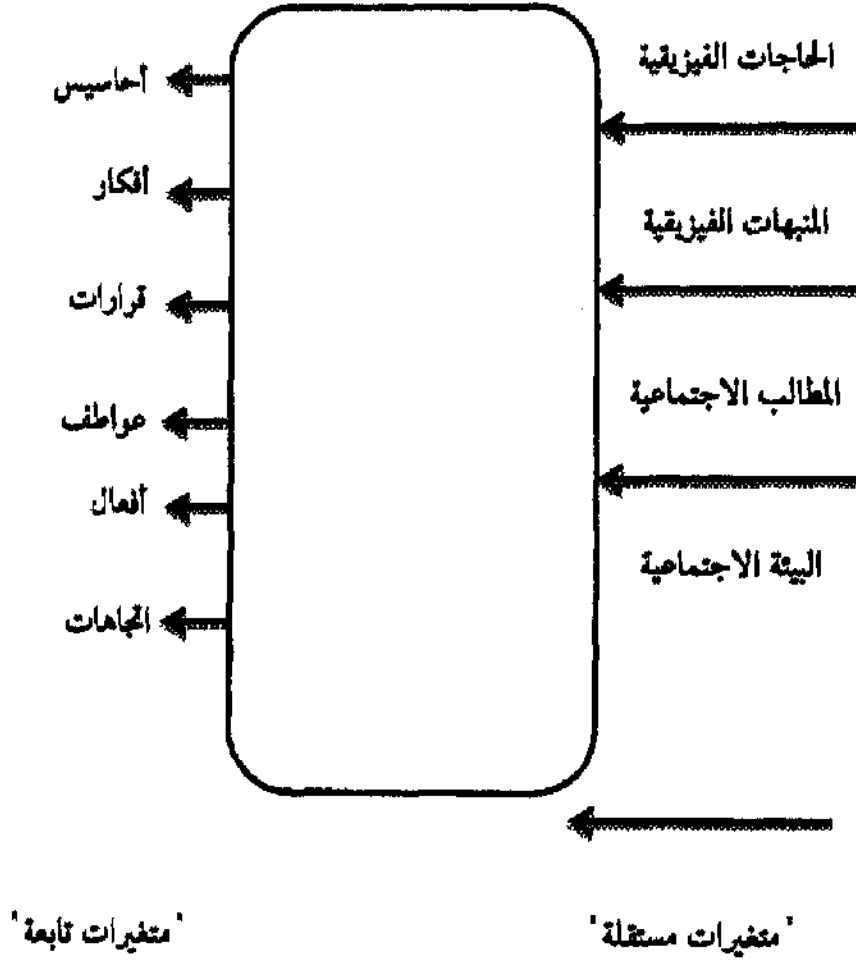 الحاجات الفيزيقية
المنبهات الفيزيقية
المطالب الاجتماعية
البيئة الاجتماعية
أحاسيس
أفكار
قرارات
عواطف
أفعال
اتجاهات
"متغيرات مستقلة"
"متغيرات تابعة"